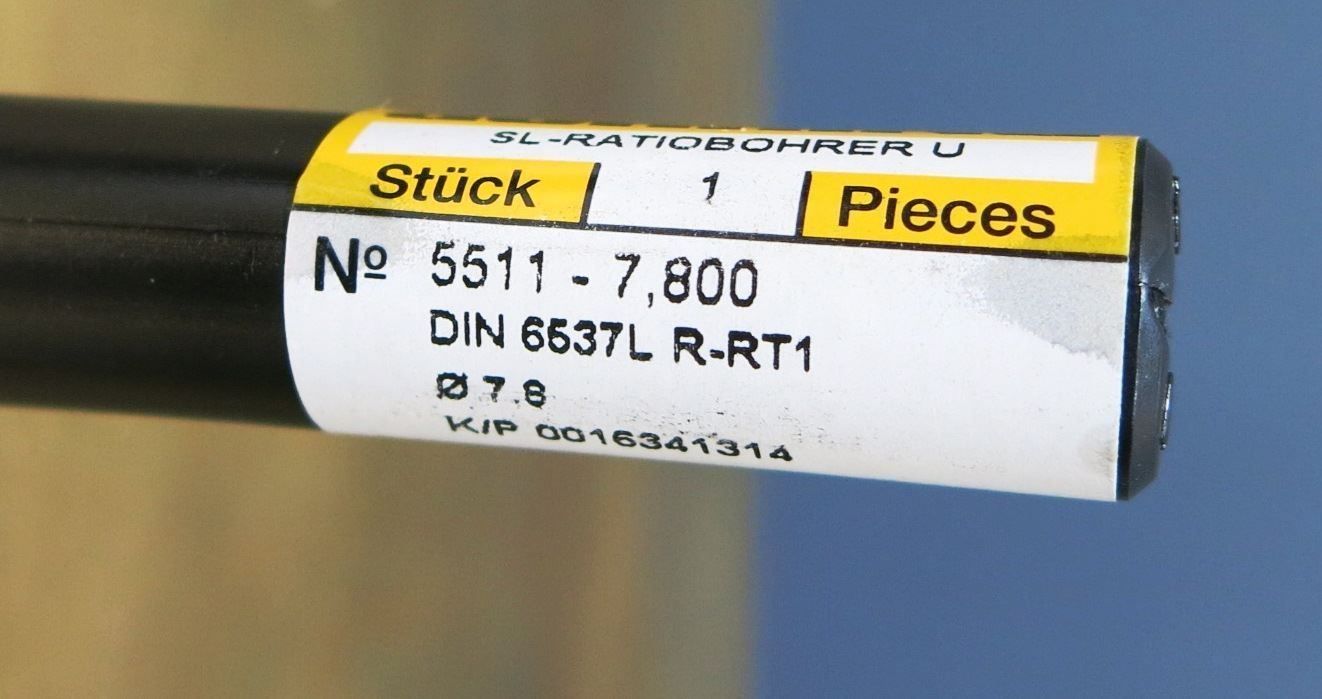 SL-RATIOBOHRER U
Stück 1 Pieces
Nº 5511 - 7,800
DIN 6537L R-RT1
Ø 7.8
K/P 0016341314